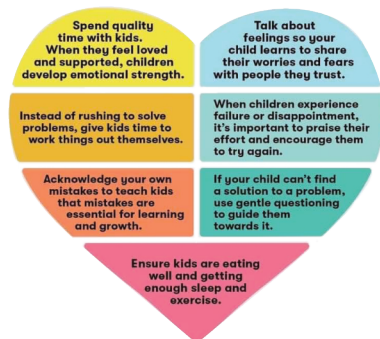 Spend quality
time with kids.
When they feel loved
and supported, children
develop emotional strength.
Talk about
feelings so your
child learns to share
their worries and fears
with people they trust.
Instead of rushing to solve
problems, give kids time to
work things out themselves.
When children experience
failure or disappointment,
it's important to praise their
effort and encourage them
to try again.
Acknowledge your own
mistakes to teach kids
that mistakes are
essential for learning
and growth.
If your child can't find
a solution to a problem,
use gentle questioning
to guide them
towards it.
Ensure kids are eating
well and getting
enough sleep and
exercise.